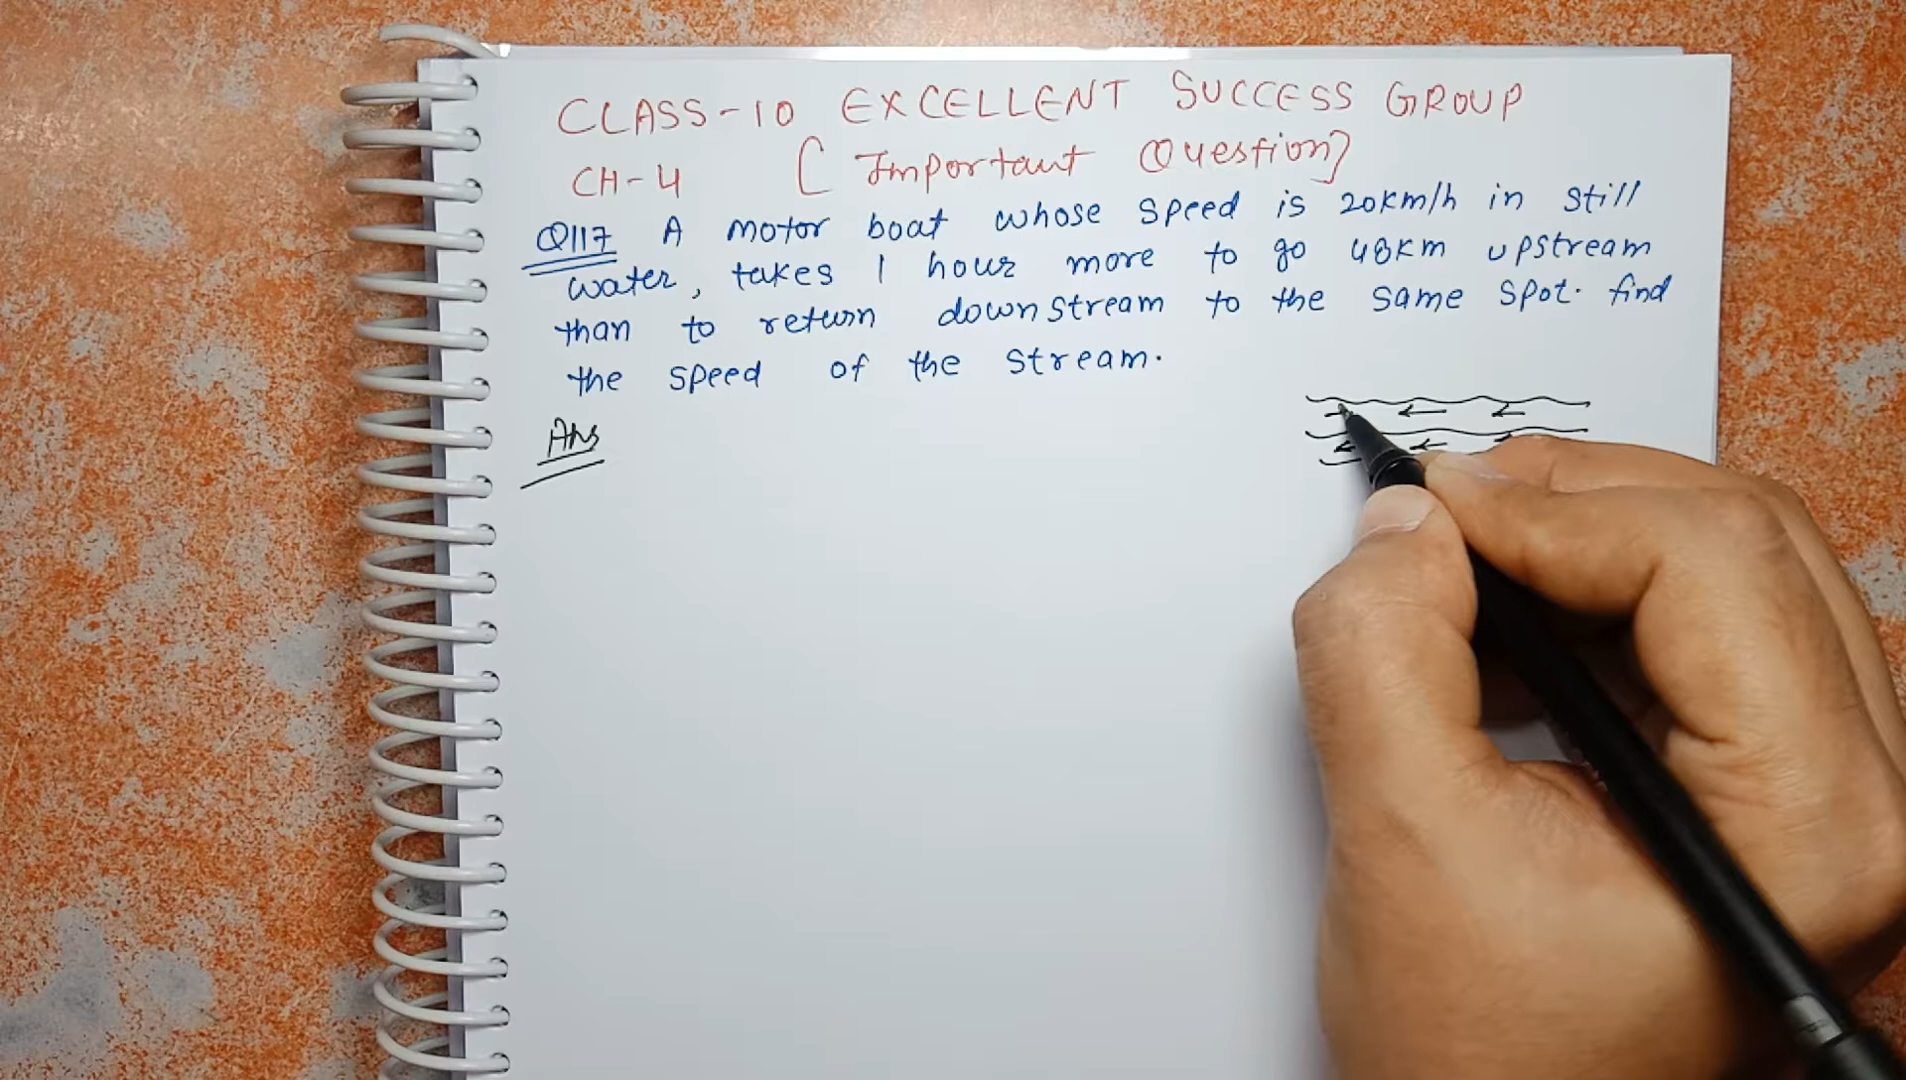 CLASS-10 EXCELLENT SUCCESS GROUP
CH-4 [Important Question]
Q117 A motor boat whose speed is 20km/h in still
water, takes 1 hour more to go 48km upstream
than to return downstream to the same spot. find
the speed of the stream.
Ans